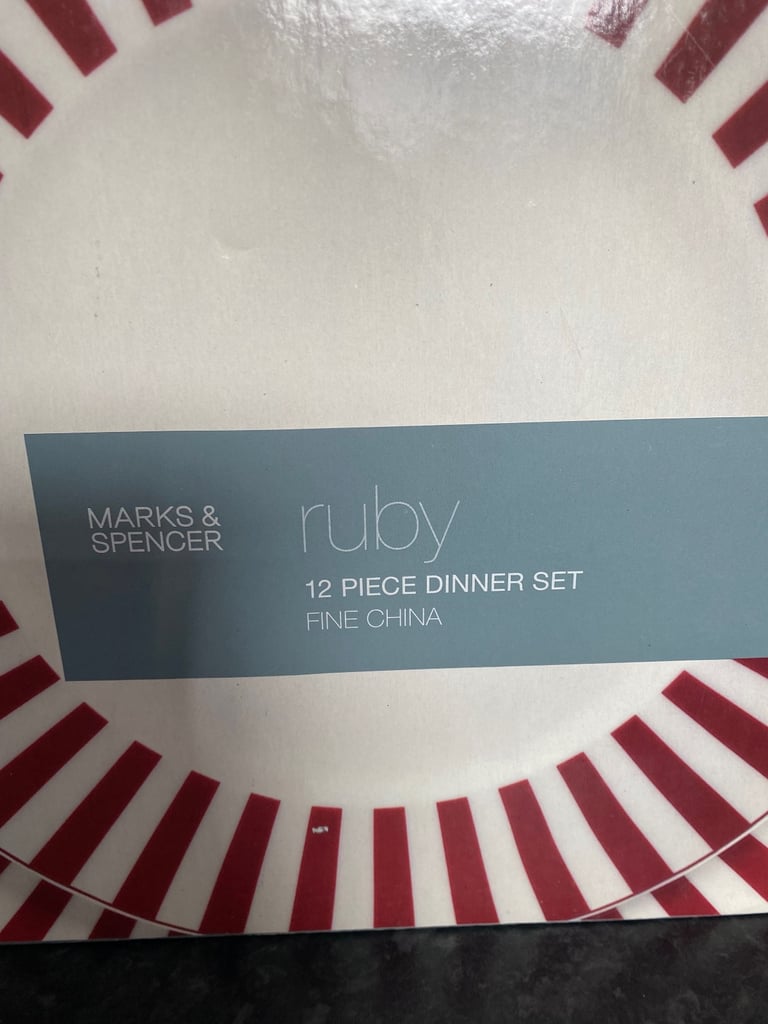 MARKS &
SPENCER
ruby
12 PIECE DINNER SET
FINE CHINA